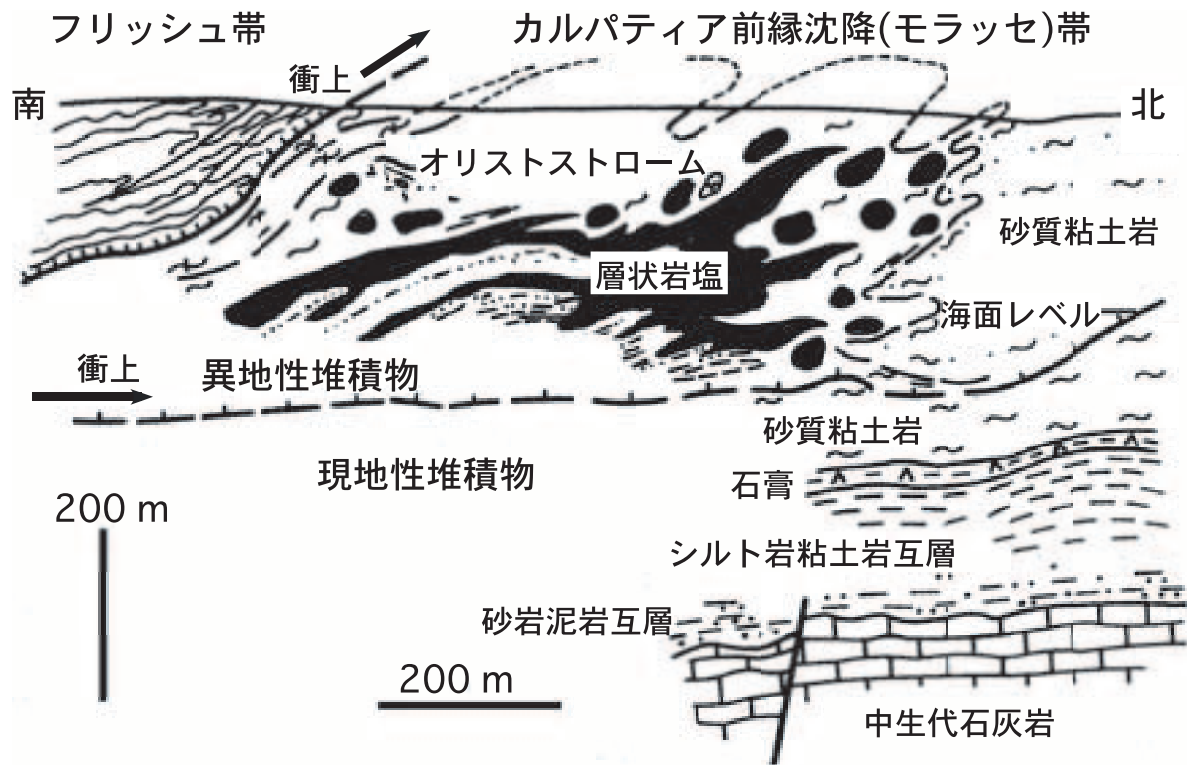 フリッシュ帯
カルパティア前縁沈降(モラッセ)帯
衝上
南
北
オリストストローム
砂質粘土岩
層状岩塩
海面レベル
衝上
異地性堆積物
砂質粘土岩
現地性堆積物
石膏
200 m
シルト岩粘土岩互層
砂岩泥岩互層
200 m
中生代石灰岩